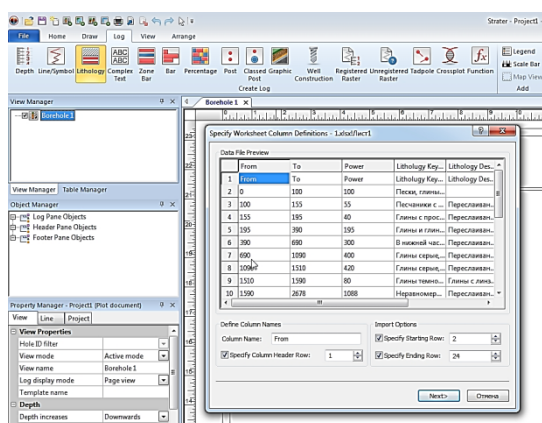 Strater - Project1
File Home Draw Log View Arrange
Depth Line/Symbol Lithology Complex Text Zone Bar Bar Percentage Post Classed Post Graphic Well Construction Registered Raster Unregistered Raster Tadpole Crossplot Function
Legend
Scale Bar
Map View
Create Log Add
View Manager
Borehole 1
Borehole 1
View Manager Table Manager
Object Manager
Log Pane Objects
Header Pane Objects
Footer Pane Objects
Property Manager - Project1 (Plot document)
View Line Project
View Properties
Hole ID filter
View mode Active mode
View name Borehole 1
Log display mode Page view
Template name
Depth
Depth increases Downwards
Specify Worksheet Column Definitions - 1.xlsx!Лист1
Data File Preview
From To Power Lithology Key... Lithology Des...
1 From To Power Lithology Key... Lithology Des...
2 0 100 100 Пески, глины...
3 100 155 55 Песчаники с ... Переслаиван...
4 155 195 40 Глины с прос... Переслаиван...
5 195 390 195 Глины и глин... Переслаиван...
6 390 690 300 В нижней час... Переслаиван...
7 690 1090 400 Глины серые,... Переслаиван...
8 1090 1510 420 Глины серые,... Переслаиван...
9 1510 1590 80 Глины темно... Глины с линз...
10 1590 2678 1088 Неравномер... Переслаиван...
Define Column Names
Column Name: From
Specify Column Header Row: 1
Import Options
Specify Starting Row: 2
Specify Ending Row: 24
Next> Отмена